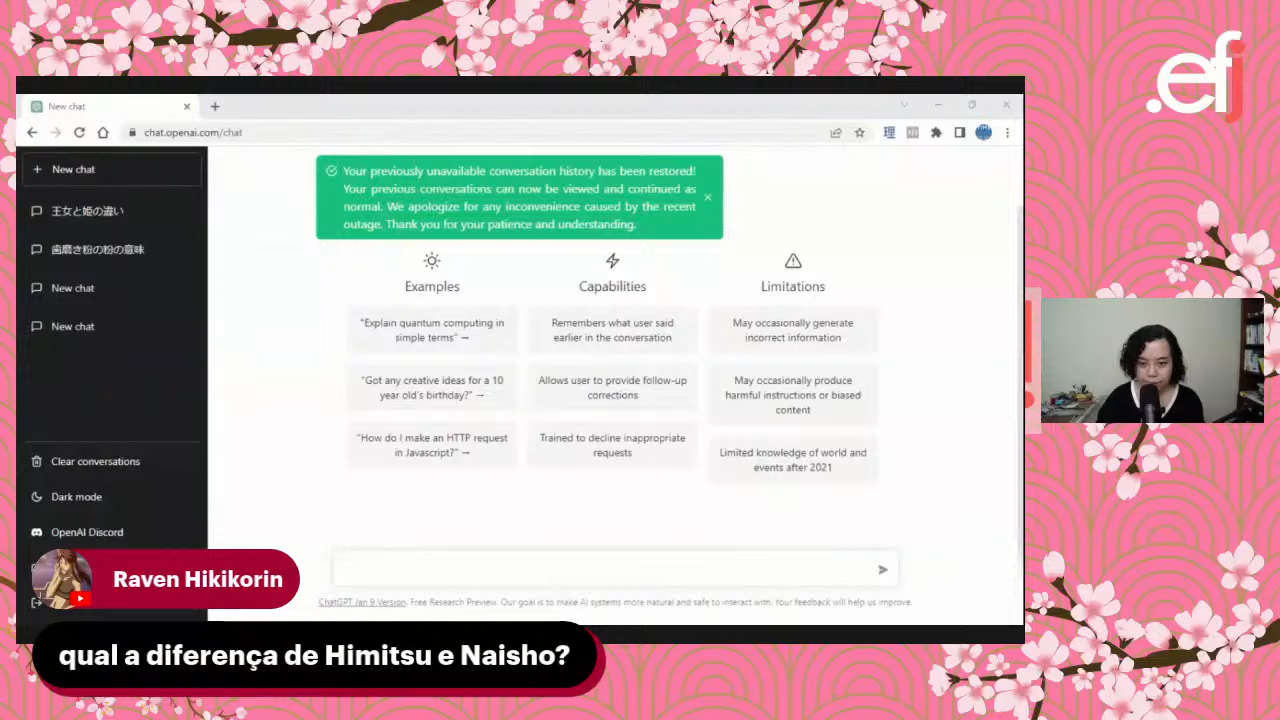 .efj
New chat
chat.openai.com/chat
New chat
王女と姫の違い
歯磨き粉の粉の意味
New chat
New chat
Clear conversations
Dark mode
OpenAI Discord
Your previously unavailable conversation history has been restored!
Your previous conversations can now be viewed and continued as
normal. We apologize for any inconvenience caused by the recent
outage. Thank you for your patience and understanding.
Examples
"Explain quantum computing in
simple terms" →
"Got any creative ideas for a 10
year old's birthday?" →
"How do I make an HTTP request
in Javascript?" →
Capabilities
Remembers what user said
earlier in the conversation
Allows user to provide follow-up
corrections
Trained to decline inappropriate
requests
Limitations
May occasionally generate
incorrect information
May occasionally produce
harmful instructions or biased
content
Limited knowledge of world and
events after 2021
ChatGPT Jan 9 Version. Free Research Preview. Our goal is to make AI systems more natural and safe to interact with. Your feedback will help us improve.
Raven Hikikorin
qual a diferença de Himitsu e Naisho?